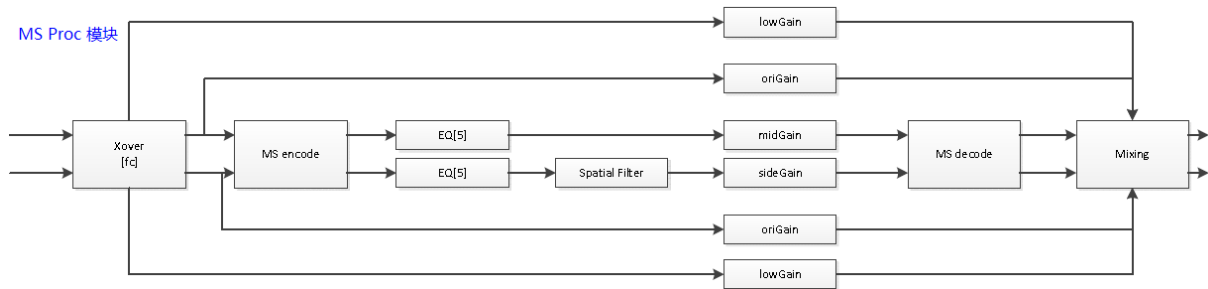 MS Proc 模块
lowGain
oriGain
Xover
[fc]
MS encode
EQ[5]
midGain
MS decode
Mixing
EQ[5]
Spatial Filter
sideGain
oriGain
lowGain